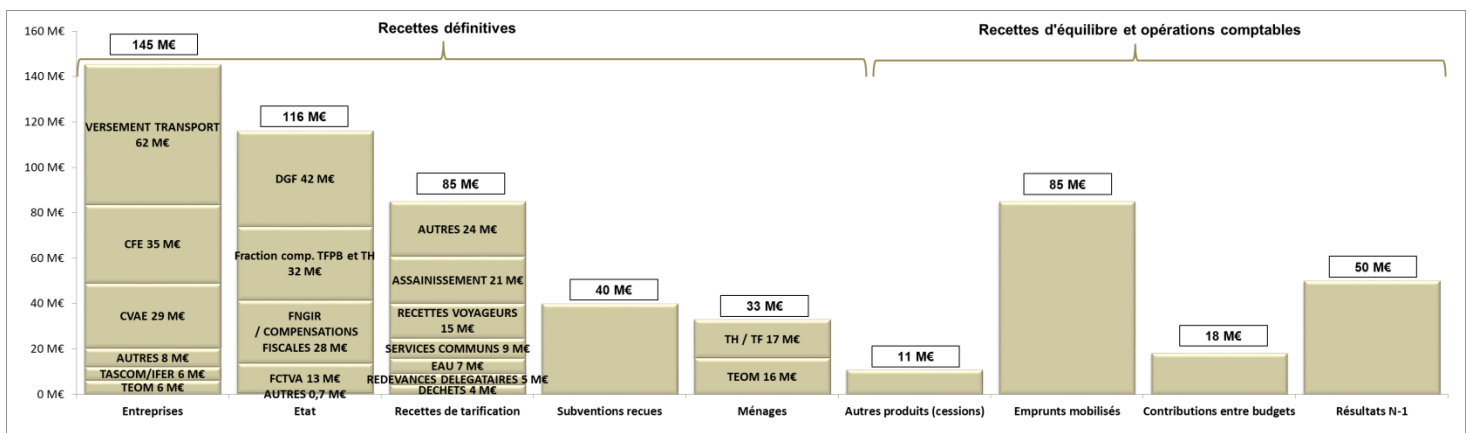 Recettes définitives
Recettes d'équilibre et opérations comptables
160 M€
140 M€
120 M€
100 M€
80 M€
60 M€
40 M€
20 M€
0 M€
145 M€
VERSEMENT TRANSPORT
62 M€
CFE 35 M€
CVAE 29 M€
AUTRES 8 M€
TASCOM/IFER 6 M€
TEOM 6 M€
Entreprises
116 M€
DGF 42 M€
Fraction comp. TFPB et TH
32 M€
FNGIR
/ COMPENSATIONS
FISCALES 28 M€
FCTVA 13 M€
AUTRES 0,7 M€
Etat
85 M€
AUTRES 24 M€
ASSAINISSEMENT 21 M€
RECETTES VOYAGEURS
15 M€
SERVICES COMMUNS 9 M€
EAU 7 M€
REDEVANCES DELEGATAIRES 5 M€
DECHETS 4 M€
Recettes de tarification
40 M€
Subventions recues
33 M€
TH / TF 17 M€
TEOM 16 M€
Ménages
11 M€
Autres produits (cessions)
85 M€
Emprunts mobilisés
18 M€
Contributions entre budgets
50 M€
Résultats N-1